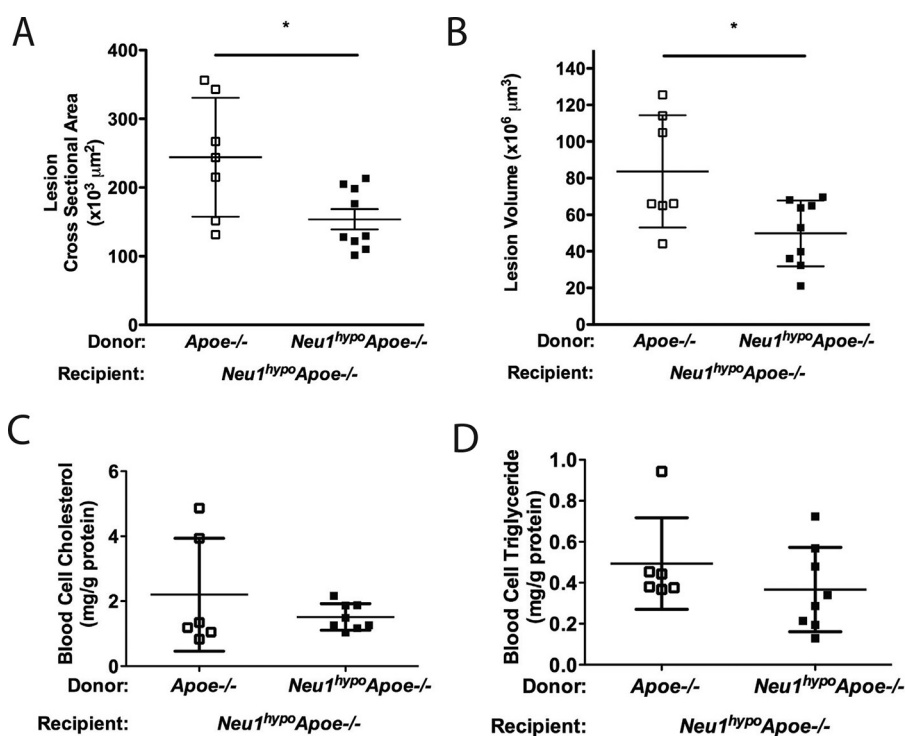 A
*
Lesion
Cross Sectional Area
(x10³ µm²)
400
300
200
100
0
Donor: Apoe-/- Neu1ʰʸᵖᵒApoe-/-
Recipient: Neu1ʰʸᵖᵒApoe-/-
B
*
Lesion Volume (x10⁶ µm³)
140
120
100
80
60
40
20
0
Donor: Apoe-/- Neu1ʰʸᵖᵒApoe-/-
Recipient: Neu1ʰʸᵖᵒApoe-/-
C
Blood Cell Cholesterol
(mg/g protein)
6
4
2
0
Donor: Apoe-/- Neu1ʰʸᵖᵒApoe-/-
Recipient: Neu1ʰʸᵖᵒApoe-/-
D
Blood Cell Triglyceride
(mg/g protein)
1.0
0.8
0.6
0.4
0.2
0.0
Donor: Apoe-/- Neu1ʰʸᵖᵒApoe-/-
Recipient: Neu1ʰʸᵖᵒApoe-/-